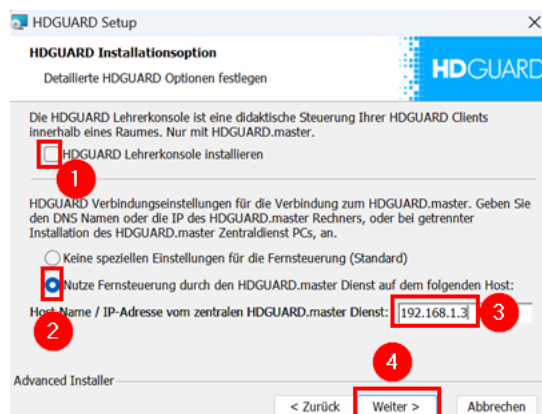 HDGUARD Setup
HDGUARD Installationsoption
Detaillierte HDGUARD Optionen festlegen
HDGUARD
Die HDGUARD Lehrerkonsole ist eine didaktische Steuerung Ihrer HDGUARD Clients
innerhalb eines Raumes. Nur mit HDGUARD.master.
HDGUARD Lehrerkonsole installieren
1
HDGUARD Verbindungseinstellungen für die Verbindung zum HDGUARD.master. Geben Sie
den DNS Namen oder die IP des HDGUARD.master Rechners, oder bei getrennter
Installation des HDGUARD.master Zentraldienst PCs, an.
Keine speziellen Einstellungen für die Fernsteuerung (Standard)
Nutze Fernsteuerung durch den HDGUARD.master Dienst auf dem folgenden Host:
Host-Name / IP-Adresse vom zentralen HDGUARD.master Dienst: 192.168.1.3 3
2
4
Advanced Installer
< Zurück Weiter > Abbrechen